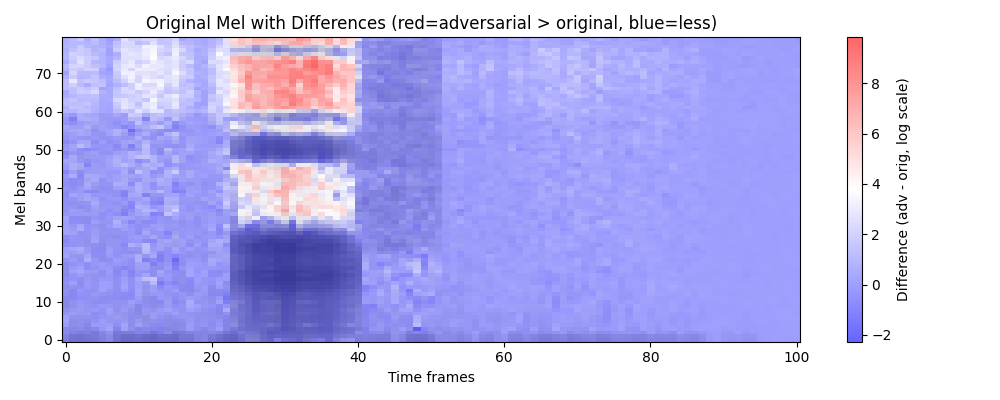 Original Mel with Differences (red=adversarial > original, blue=less)
Mel bands
70
60
50
40
30
20
10
0
0 20 40 60 80 100
Time frames
8
6
4
2
0
−2
Difference (adv - orig, log scale)